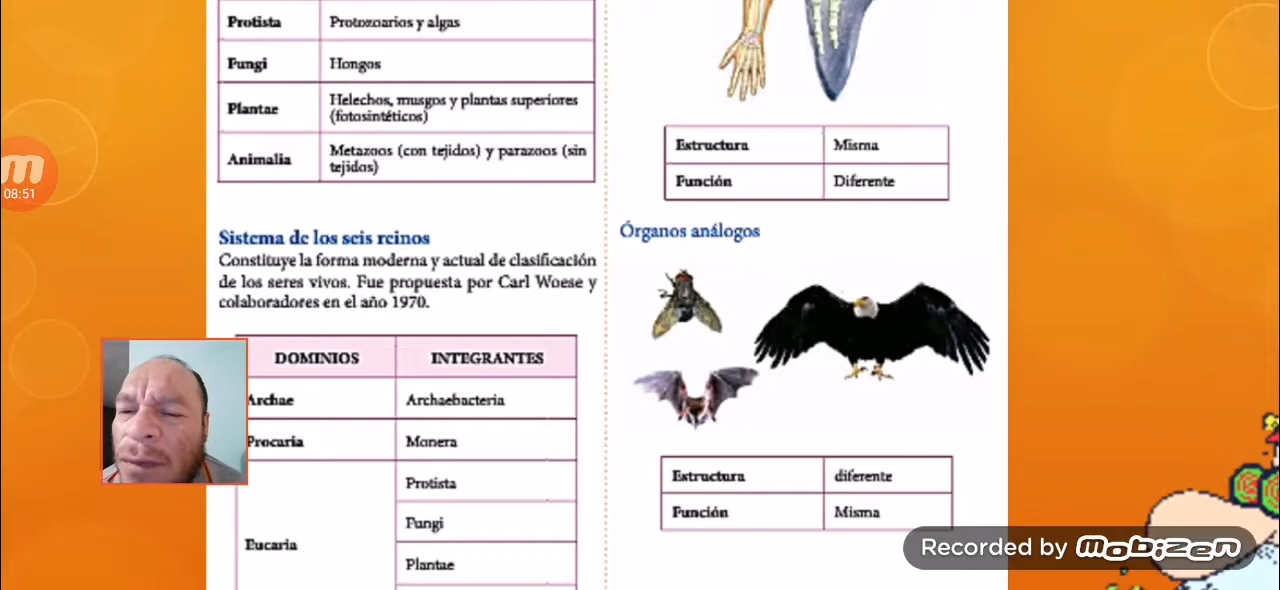 Protista
Protozoarios y algas
Fungi
Hongos
Plantae
Helechos, musgos y plantas superiores
(fotosintéticos)
Animalia
Metazoos (con tejidos) y parazoos (sin
tejidos)
Sistema de los seis reinos
Constituye la forma moderna y actual de clasificación
de los seres vivos. Fue propuesta por Carl Woese y
colaboradores en el año 1970.
DOMINIOS
INTEGRANTES
Archae
Archaebacteria
Procaria
Monera
Eucaria
Protista
Fungi
Plantae
Estructura
Misma
Función
Diferente
Órganos análogos
Estructura
diferente
Función
Misma
08:51
Recorded by mobizen